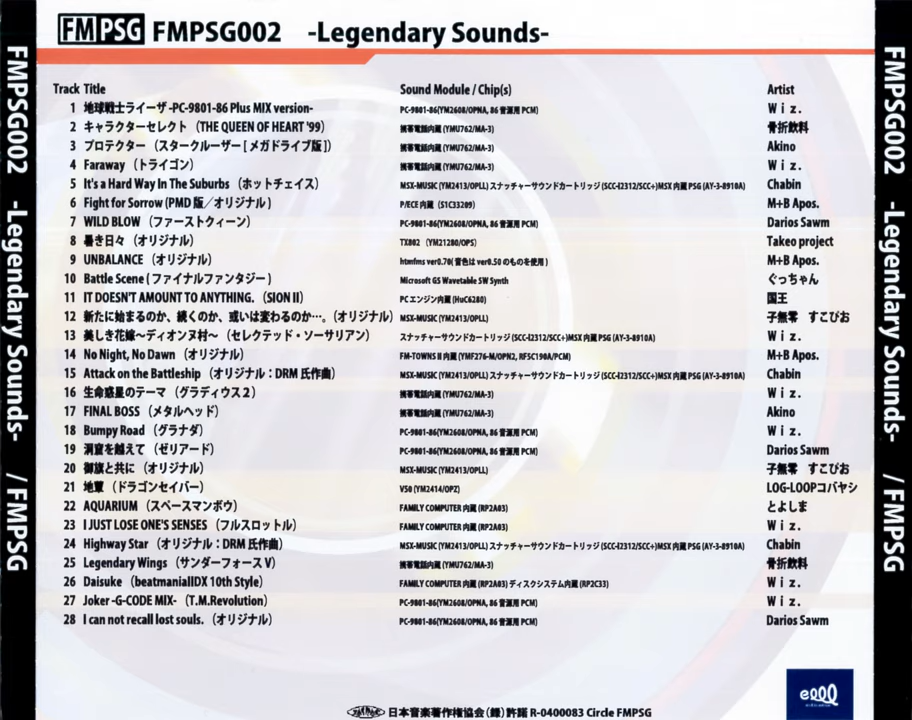 FMPSG FMPSG002 -Legendary Sounds-
Track Title Sound Module / Chip(s) Artist
1 地球戦士ライーザ -PC-9801-86 Plus MIX version- PC-9801-86(YM2608/OPNA, 86 音源用 PCM) W i z.
2 キャラクターセレクト（THE QUEEN OF HEART '99） 携帯電話内蔵 (YMU762/MA-3) 骨折飲料
3 プロテクター（スタークルーザー [ メガドライブ版 ]） 携帯電話内蔵 (YMU762/MA-3) Akino
4 Faraway（トライゴン） 携帯電話内蔵 (YMU762/MA-3) W i z.
5 It's a Hard Way In The Suburbs（ホットチェイス） MSX-MUSIC (YM2413/OPLL) スナッチャーサウンドカートリッジ (SCC-I2312/SCC+)MSX 内蔵 PSG (AY-3-8910A) Chabin
6 Fight for Sorrow (PMD 版／オリジナル ) P/ECE 内蔵（S1C33209） M+B Apos.
7 WILD BLOW（ファーストクィーン） PC-9801-86(YM2608/OPNA, 86 音源用 PCM) Darios Sawm
8 暑き日々（オリジナル） TX802（YM21280/OPS） Takeo project
9 UNBALANCE（オリジナル） htmfms ver0.70( 音色は ver0.50 のものを使用 ) M+B Apos.
10 Battle Scene ( ファイナルファンタジー ) Microsoft GS Wavetable SW Synth ぐっちゃん
11 IT DOESN'T AMOUNT TO ANYTHING.（SION II） PC エンジン内蔵 (HuC6280) 国王
12 新たに始まるのか、続くのか、或いは変わるのか…。（オリジナル） MSX-MUSIC (YM2413/OPLL) 子無零　すこぴお
13 美しき花嫁～ディオンヌ村～（セレクテッド・ソーサリアン） スナッチャーサウンドカートリッジ (SCC-I2312/SCC+)MSX 内蔵 PSG (AY-3-8910A) W i z.
14 No Night, No Dawn（オリジナル） FM-TOWNS II 内蔵 (YMF276-M/OPN2, RF5C190A/PCM) M+B Apos.
15 Attack on the Battleship（オリジナル：DRM 氏作曲） MSX-MUSIC (YM2413/OPLL) スナッチャーサウンドカートリッジ (SCC-I2312/SCC+)MSX 内蔵 PSG (AY-3-8910A) Chabin
16 生命惑星のテーマ（グラディウス２） 携帯電話内蔵 (YMU762/MA-3) W i z.
17 FINAL BOSS（メタルヘッド） 携帯電話内蔵 (YMU762/MA-3) Akino
18 Bumpy Road（グラナダ） PC-9801-86(YM2608/OPNA, 86 音源用 PCM) W i z.
19 洞窟を越えて（ゼリアード） PC-9801-86(YM2608/OPNA, 86 音源用 PCM) Darios Sawm
20 御旗と共に（オリジナル） MSX-MUSIC (YM2413/OPLL) 子無零　すこぴお
21 地輦（ドラゴンセイバー） V50 (YM2414/OPZ) LOG-LOOPコバヤシ
22 AQUARIUM（スペースマンボウ） FAMILY COMPUTER 内蔵 (RP2A03) とよしま
23 I JUST LOSE ONE'S SENSES（フルスロットル） FAMILY COMPUTER 内蔵 (RP2A03) W i z.
24 Highway Star（オリジナル：DRM 氏作曲） MSX-MUSIC (YM2413/OPLL) スナッチャーサウンドカートリッジ (SCC-I2312/SCC+)MSX 内蔵 PSG (AY-3-8910A) Chabin
25 Legendary Wings（サンダーフォース V） 携帯電話内蔵 (YMU762/MA-3) 骨折飲料
26 Daisuke（beatmaniaIIDX 10th Style） FAMILY COMPUTER 内蔵 (RP2A03) ディスクシステム内蔵 (RP2C33) W i z.
27 Joker -G-CODE MIX-（T.M.Revolution） PC-9801-86(YM2608/OPNA, 86 音源用 PCM) W i z.
28 I can not recall lost souls.（オリジナル） PC-9801-86(YM2608/OPNA, 86 音源用 PCM) Darios Sawm
日本音楽著作権協会（録）許諾 R-0400083 Circle FMPSG
FMPSG002 -Legendary Sounds- / FMPSG
FMPSG002 -Legendary Sounds- / FMPSG